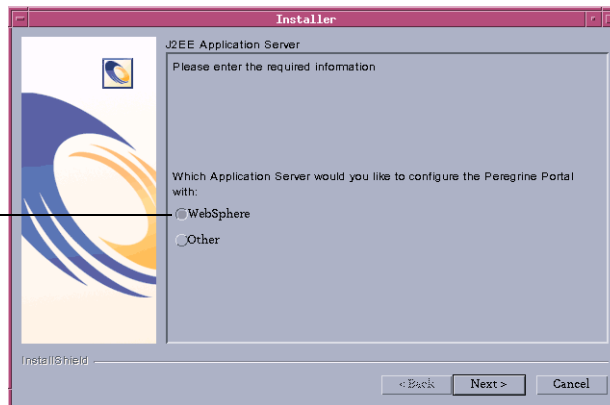 Installer
J2EE Application Server
Please enter the required information
Which Application Server would you like to configure the Peregrine Portal
with:
WebSphere
Other
InstallShield
< Back
Next >
Cancel